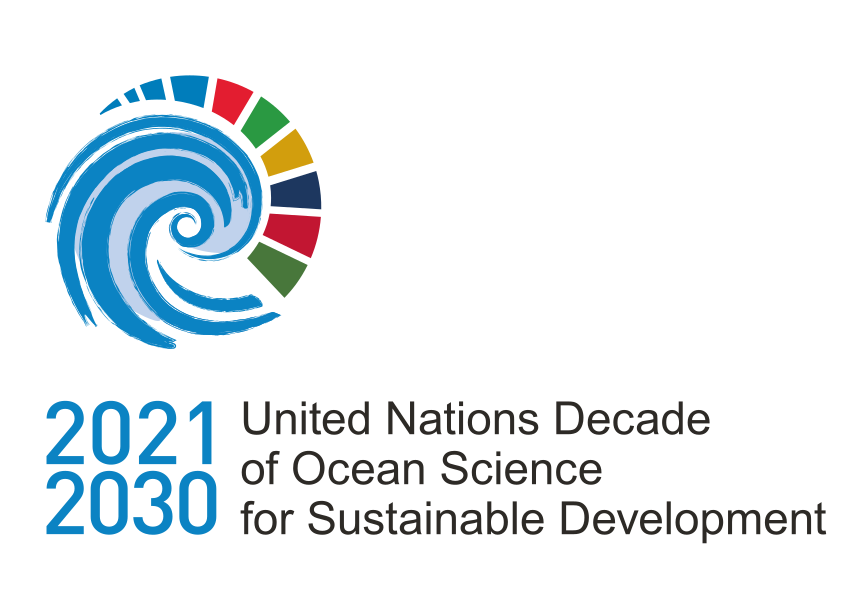 2021
2030
United Nations Decade
of Ocean Science
for Sustainable Development